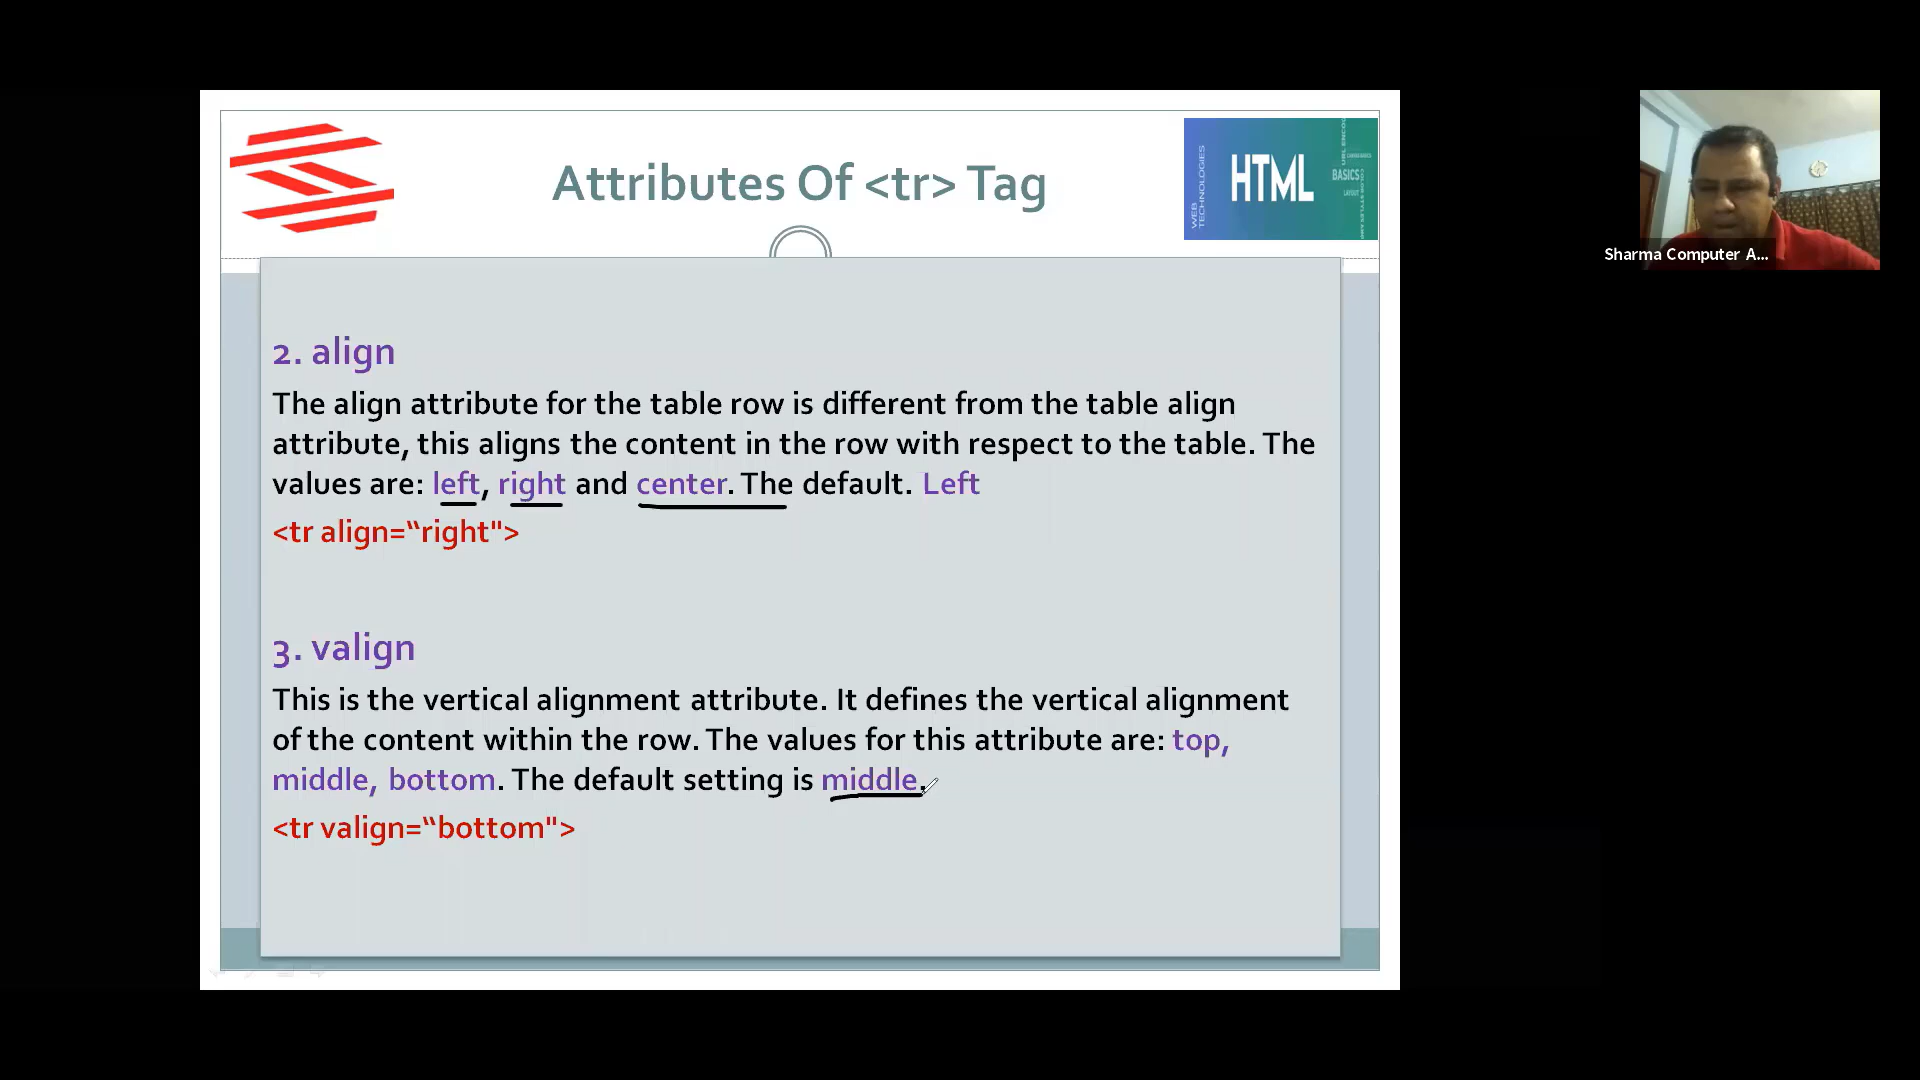 Attributes Of <tr> Tag
WEB TECHNOLOGIES
HTML
BASICS
LAYOUT
Sharma Computer A...
2. align
The align attribute for the table row is different from the table align
attribute, this aligns the content in the row with respect to the table. The
values are: left, right and center. The default. Left
<tr align=“right">
3. valign
This is the vertical alignment attribute. It defines the vertical alignment
of the content within the row. The values for this attribute are: top,
middle, bottom. The default setting is middle.
<tr valign=“bottom">